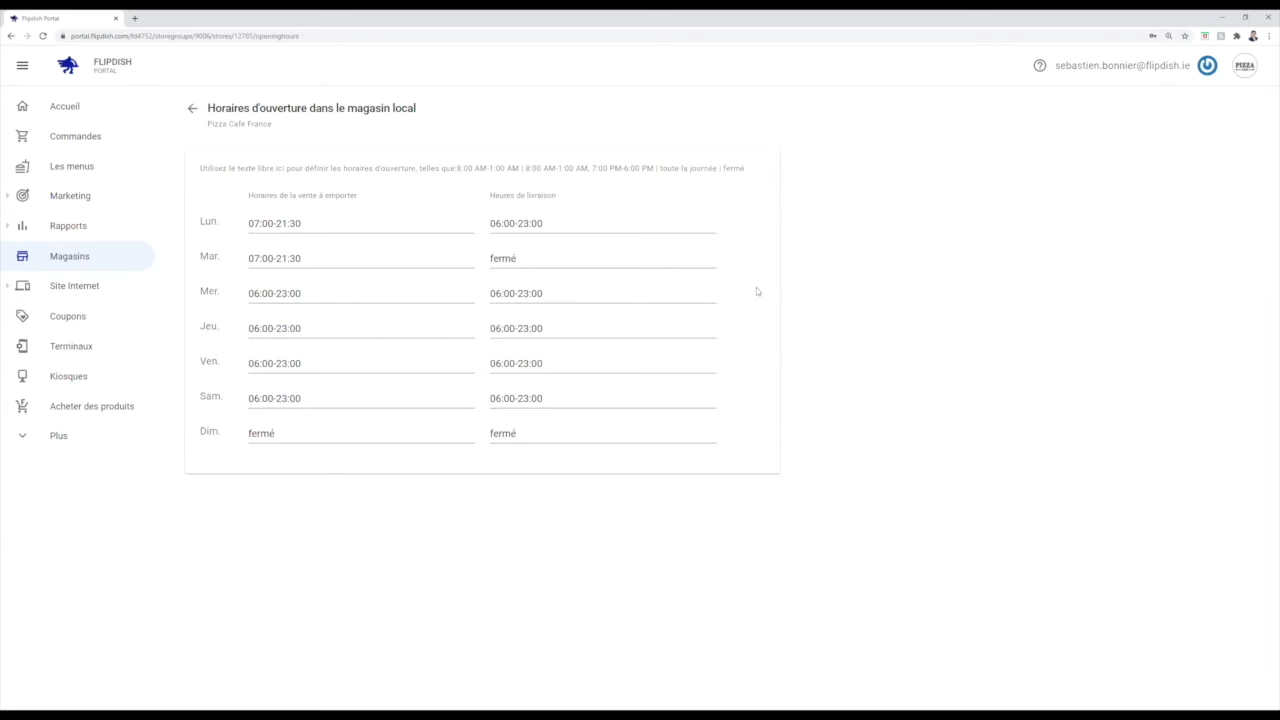 Flipdish Portal
portal.flipdish.com/fd4752/storegroups/9006/stores/12785/openinghours
FLIPDISH
PORTAL
sebastien.bonnier@flipdish.ie
PIZZA
Accueil
Commandes
Les menus
Marketing
Rapports
Magasins
Site Internet
Coupons
Terminaux
Kiosques
Acheter des produits
Plus
Horaires d'ouverture dans le magasin local
Pizza Cafe France
Utilisez le texte libre ici pour définir les horaires d'ouverture, telles que:8:00 AM-1:00 AM | 8:00 AM-1:00 AM, 7:00 PM-6:00 PM | toute la journée | fermé
Horaires de la vente à emporter Heures de livraison
Lun. 07:00-21:30 06:00-23:00
Mar. 07:00-21:30 fermé
Mer. 06:00-23:00 06:00-23:00
Jeu. 06:00-23:00 06:00-23:00
Ven. 06:00-23:00 06:00-23:00
Sam. 06:00-23:00 06:00-23:00
Dim. fermé fermé